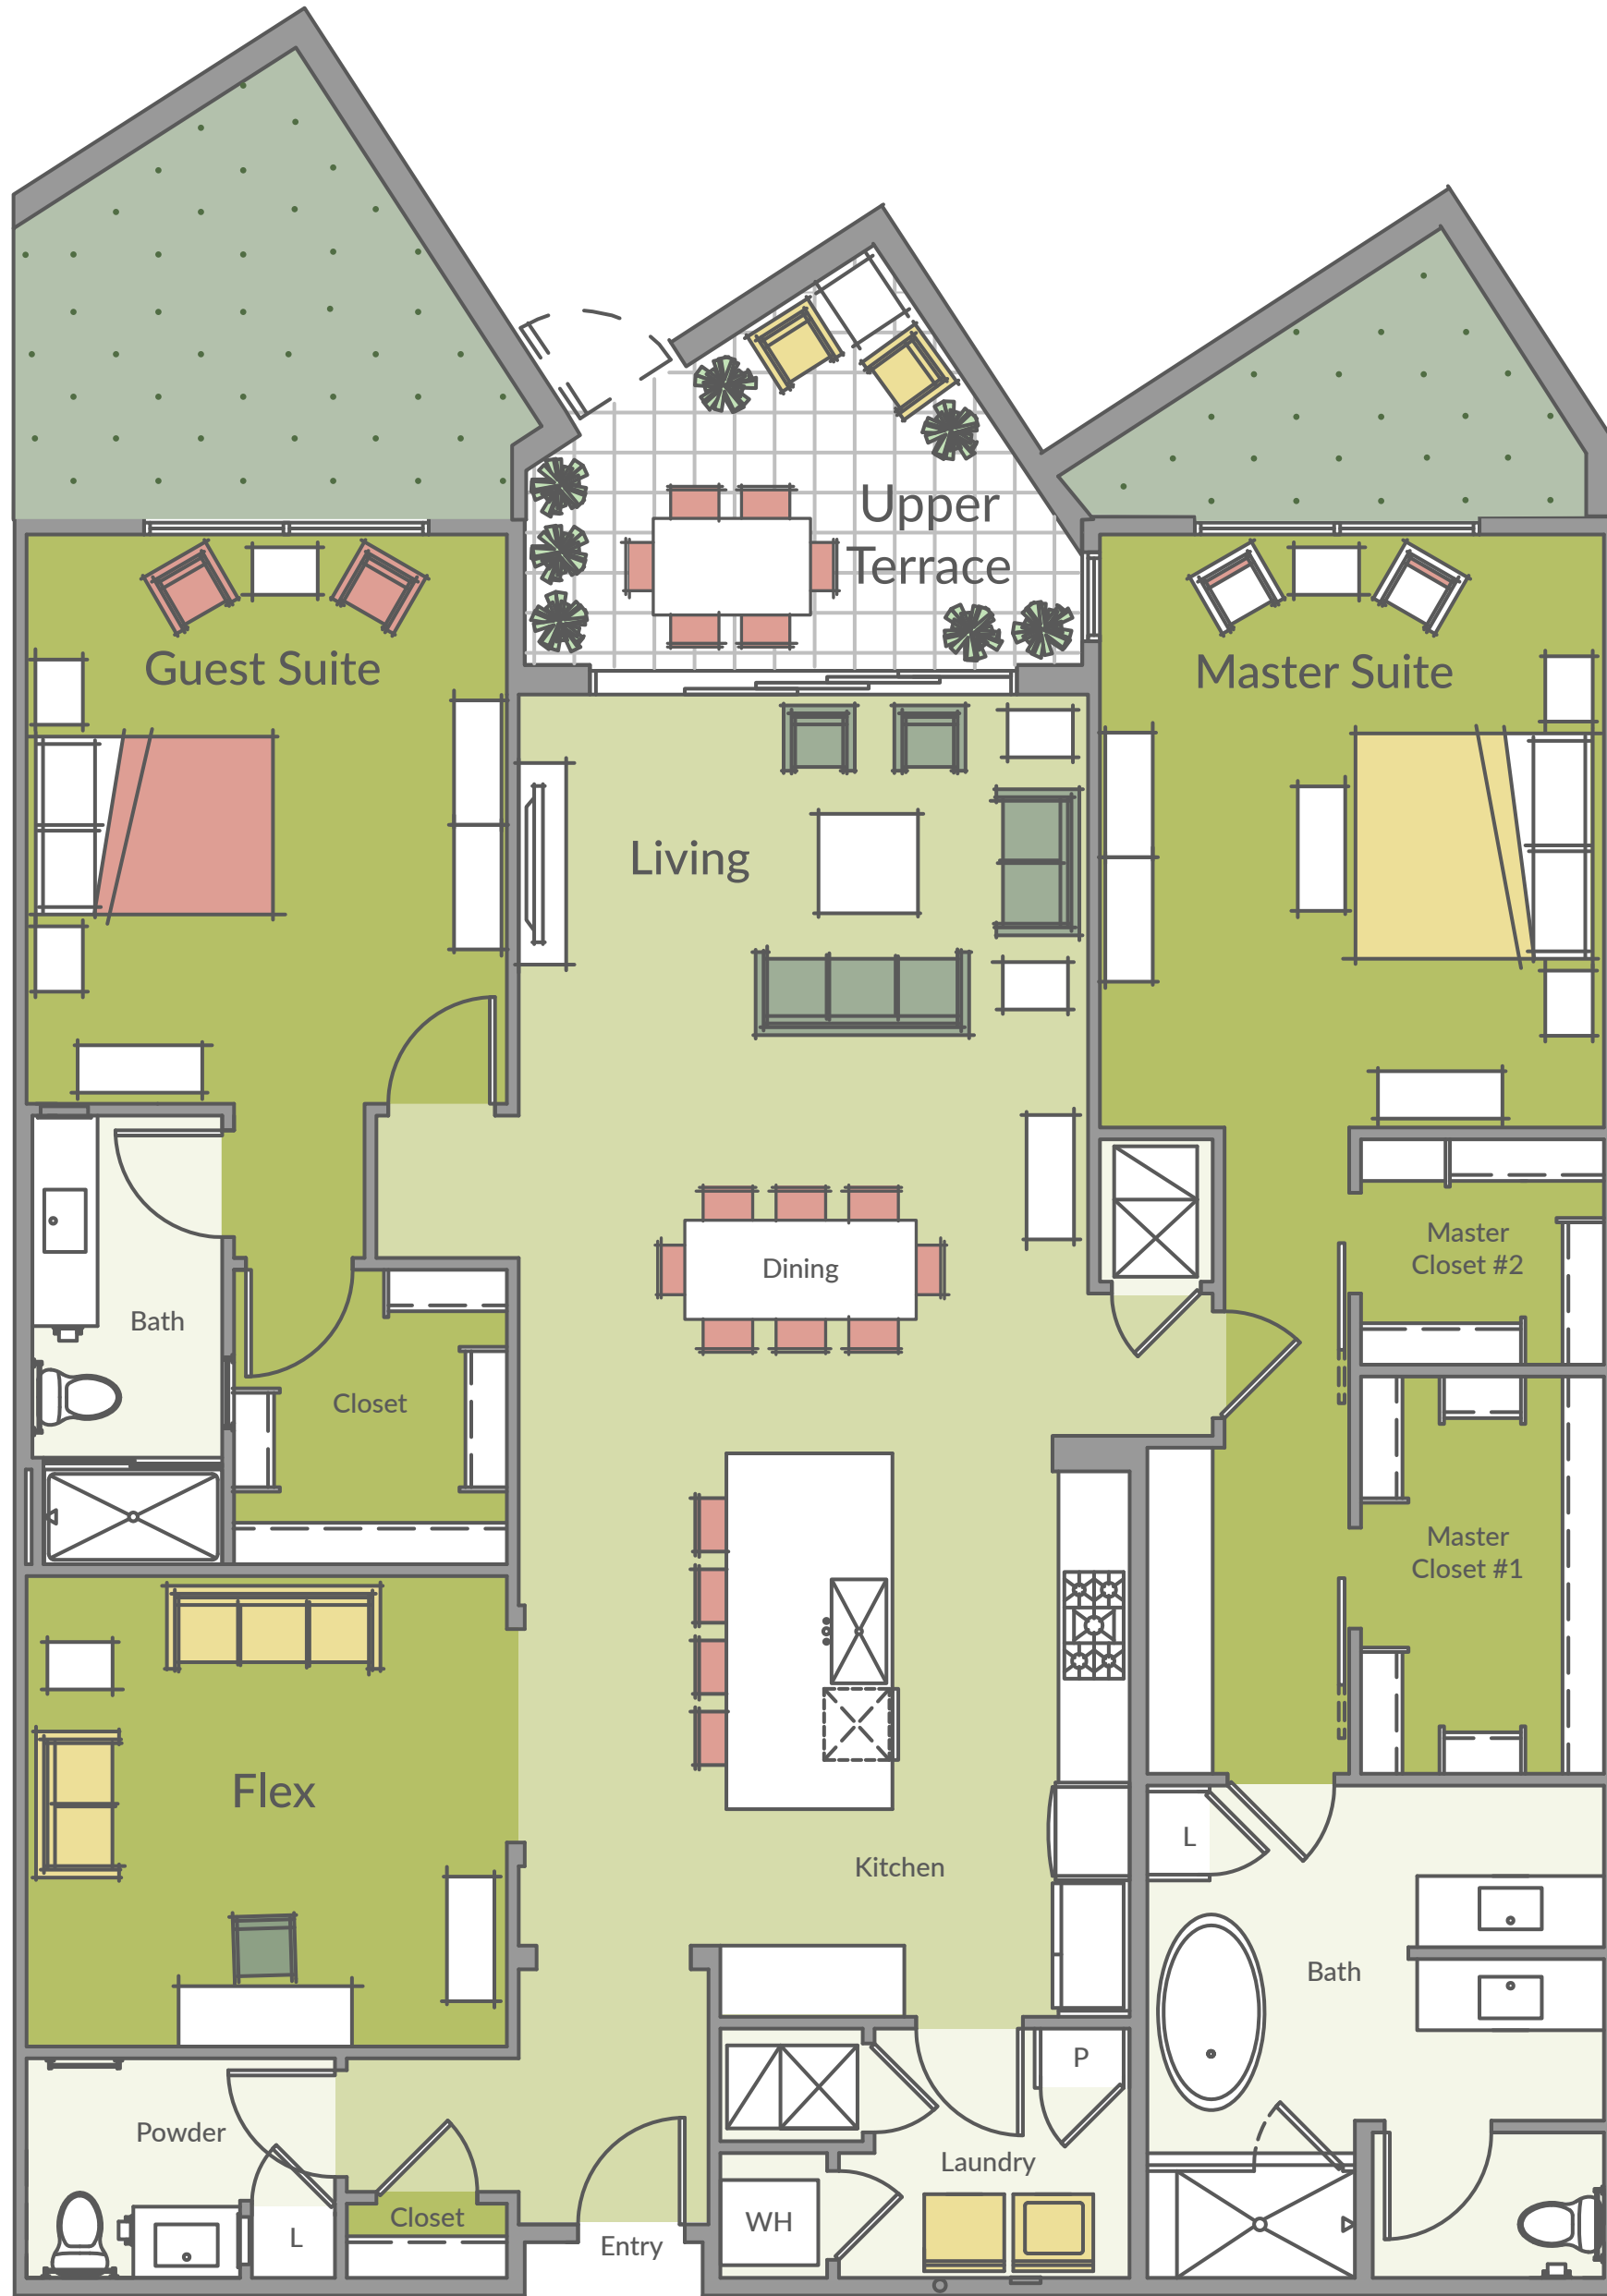 Upper
Terrace
Guest Suite
Master Suite
Living
Master
Closet #2
Dining
Bath
Closet
Master
Closet #1
Flex
L
Kitchen
Bath
P
Powder
Laundry
Closet
WH
L
Entry